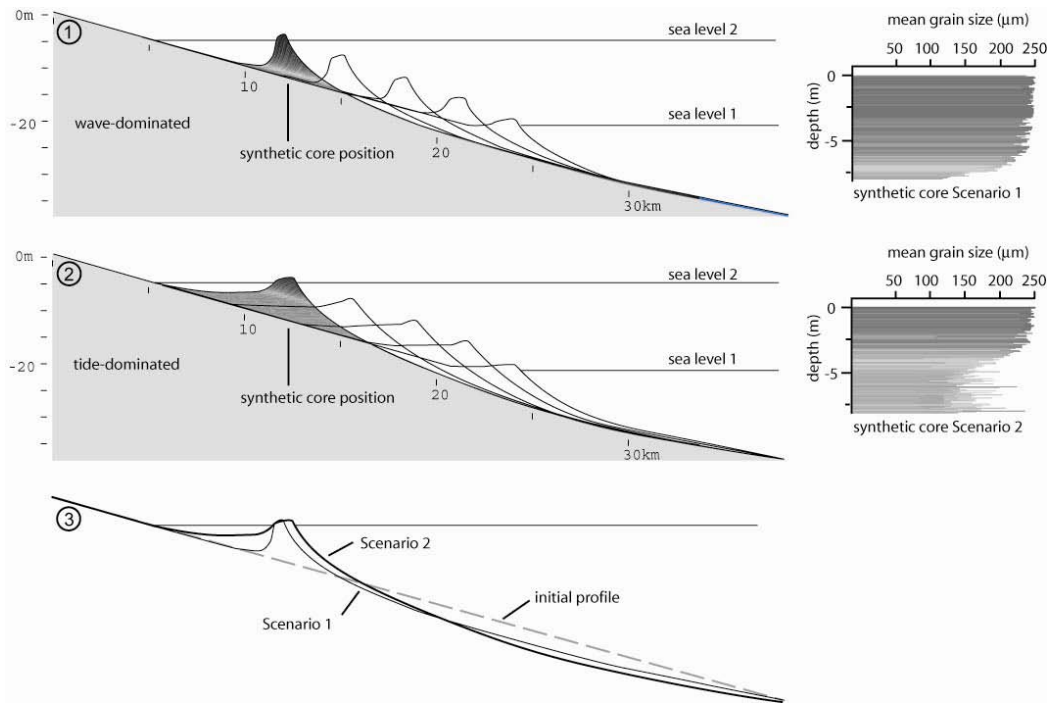 0m
1
sea level 2
10
wave-dominated
sea level 1
-20
synthetic core position
20
30km
mean grain size (µm)
50 100 150 200 250
0
depth (m)
-5
synthetic core Scenario 1
0m
2
sea level 2
10
tide-dominated
sea level 1
-20
synthetic core position
20
30km
mean grain size (µm)
50 100 150 200 250
0
depth (m)
-5
synthetic core Scenario 2
3
Scenario 2
initial profile
Scenario 1